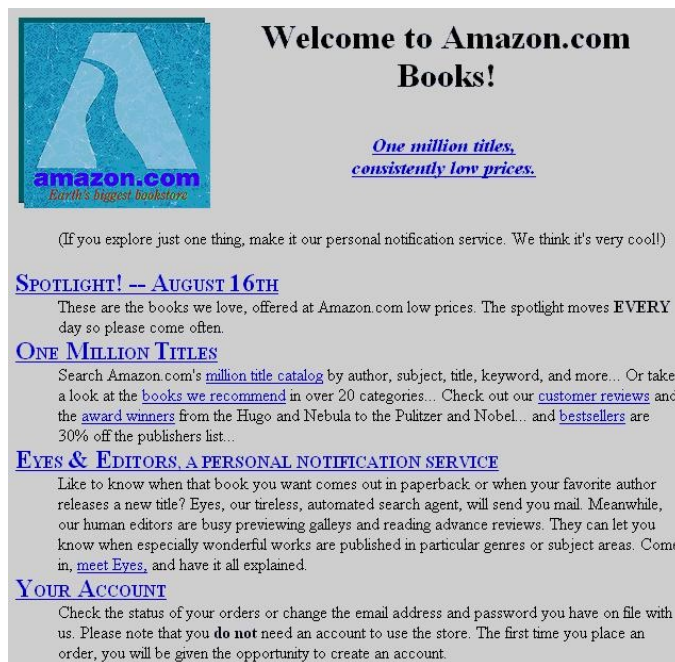 Welcome to Amazon.com
Books!
One million titles,
consistently low prices.
amazon.com
Earth's biggest bookstore
(If you explore just one thing, make it our personal notification service. We think it's very cool!)
SPOTLIGHT! -- AUGUST 16TH
These are the books we love, offered at Amazon.com low prices. The spotlight moves EVERY
day so please come often.
ONE MILLION TITLES
Search Amazon.com's million title catalog by author, subject, title, keyword, and more... Or take
a look at the books we recommend in over 20 categories... Check out our customer reviews and
the award winners from the Hugo and Nebula to the Pulitzer and Nobel... and bestsellers are
30% off the publishers list...
EYES & EDITORS, A PERSONAL NOTIFICATION SERVICE
Like to know when that book you want comes out in paperback or when your favorite author
releases a new title? Eyes, our tireless, automated search agent, will send you mail. Meanwhile,
our human editors are busy previewing galleys and reading advance reviews. They can let you
know when especially wonderful works are published in particular genres or subject areas. Come
in, meet Eyes, and have it all explained.
YOUR ACCOUNT
Check the status of your orders or change the email address and password you have on file with
us. Please note that you do not need an account to use the store. The first time you place an
order, you will be given the opportunity to create an account.